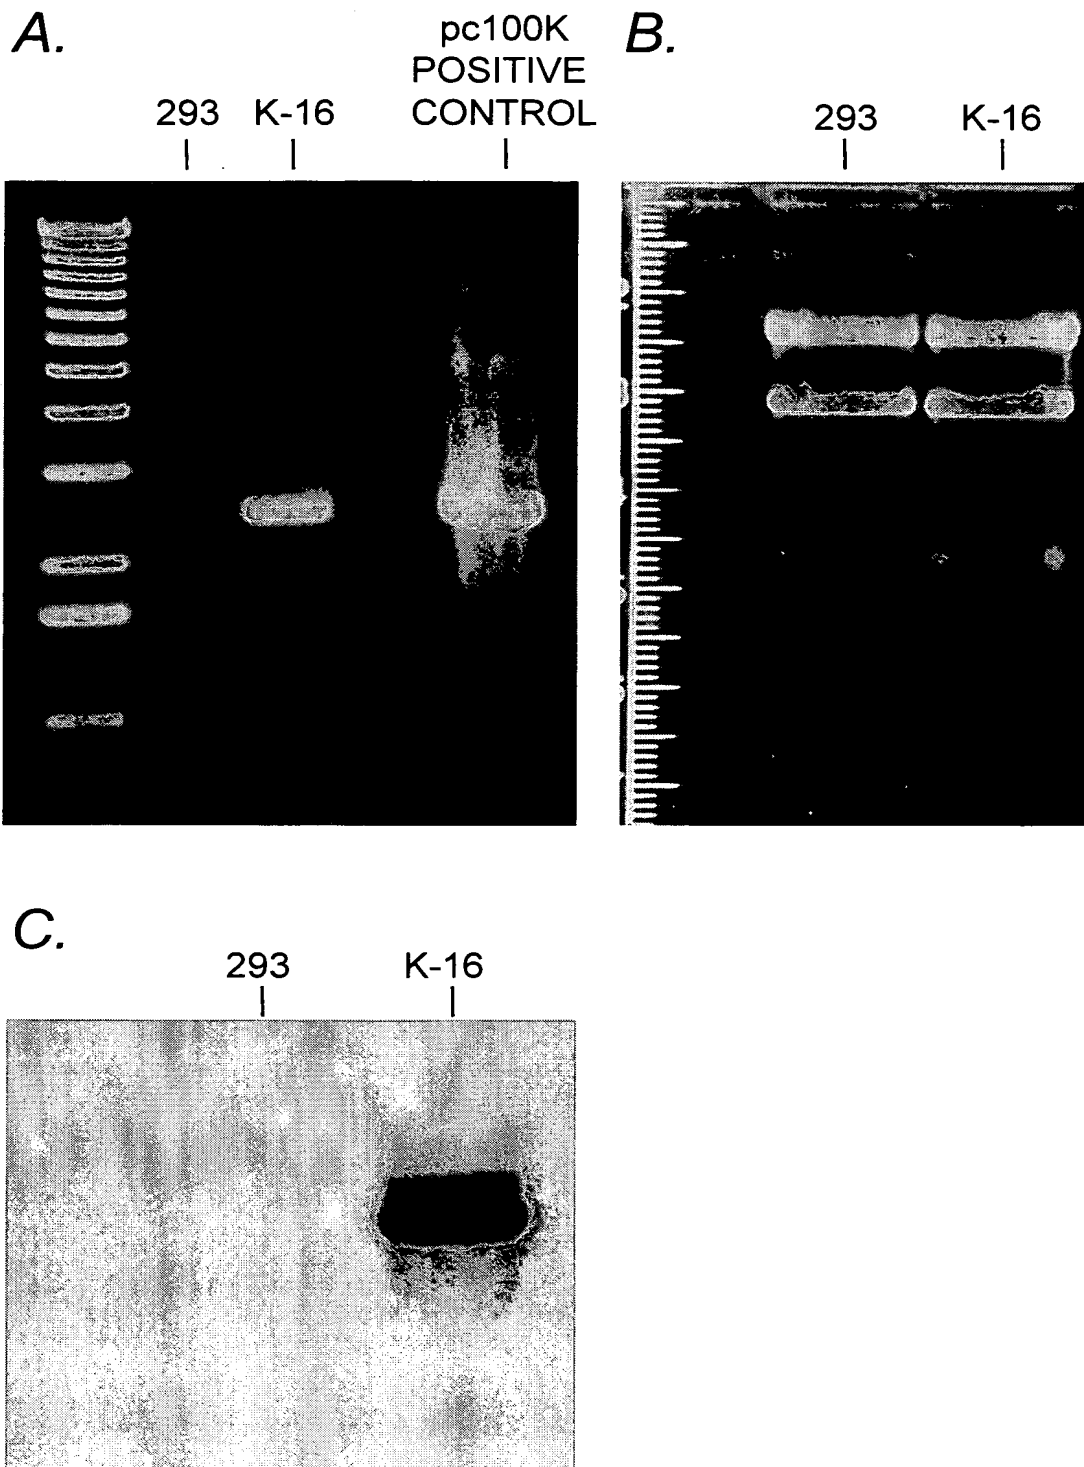 A.
pc100K
POSITIVE
CONTROL
293
K-16
B.
293
K-16
C.
293
K-16